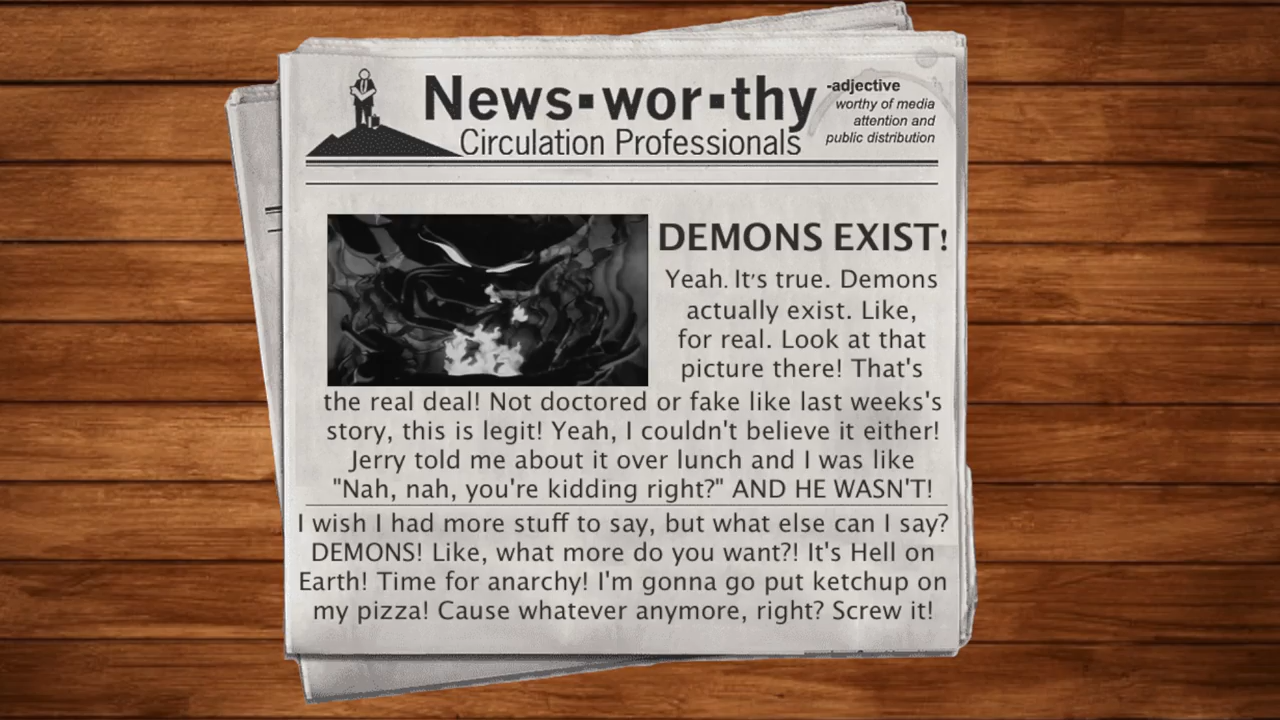 News▪wor▪thy
Circulation Professionals
-adjective
worthy of media
attention and
public distribution
DEMONS EXIST!
Yeah. It's true. Demons
actually exist. Like,
for real. Look at that
picture there! That's
the real deal! Not doctored or fake like last weeks's
story, this is legit! Yeah, I couldn't believe it either!
Jerry told me about it over lunch and I was like
"Nah, nah, you're kidding right?" AND HE WASN'T!
I wish I had more stuff to say, but what else can I say?
DEMONS! Like, what more do you want?! It's Hell on
Earth! Time for anarchy! I'm gonna go put ketchup on
my pizza! Cause whatever anymore, right? Screw it!